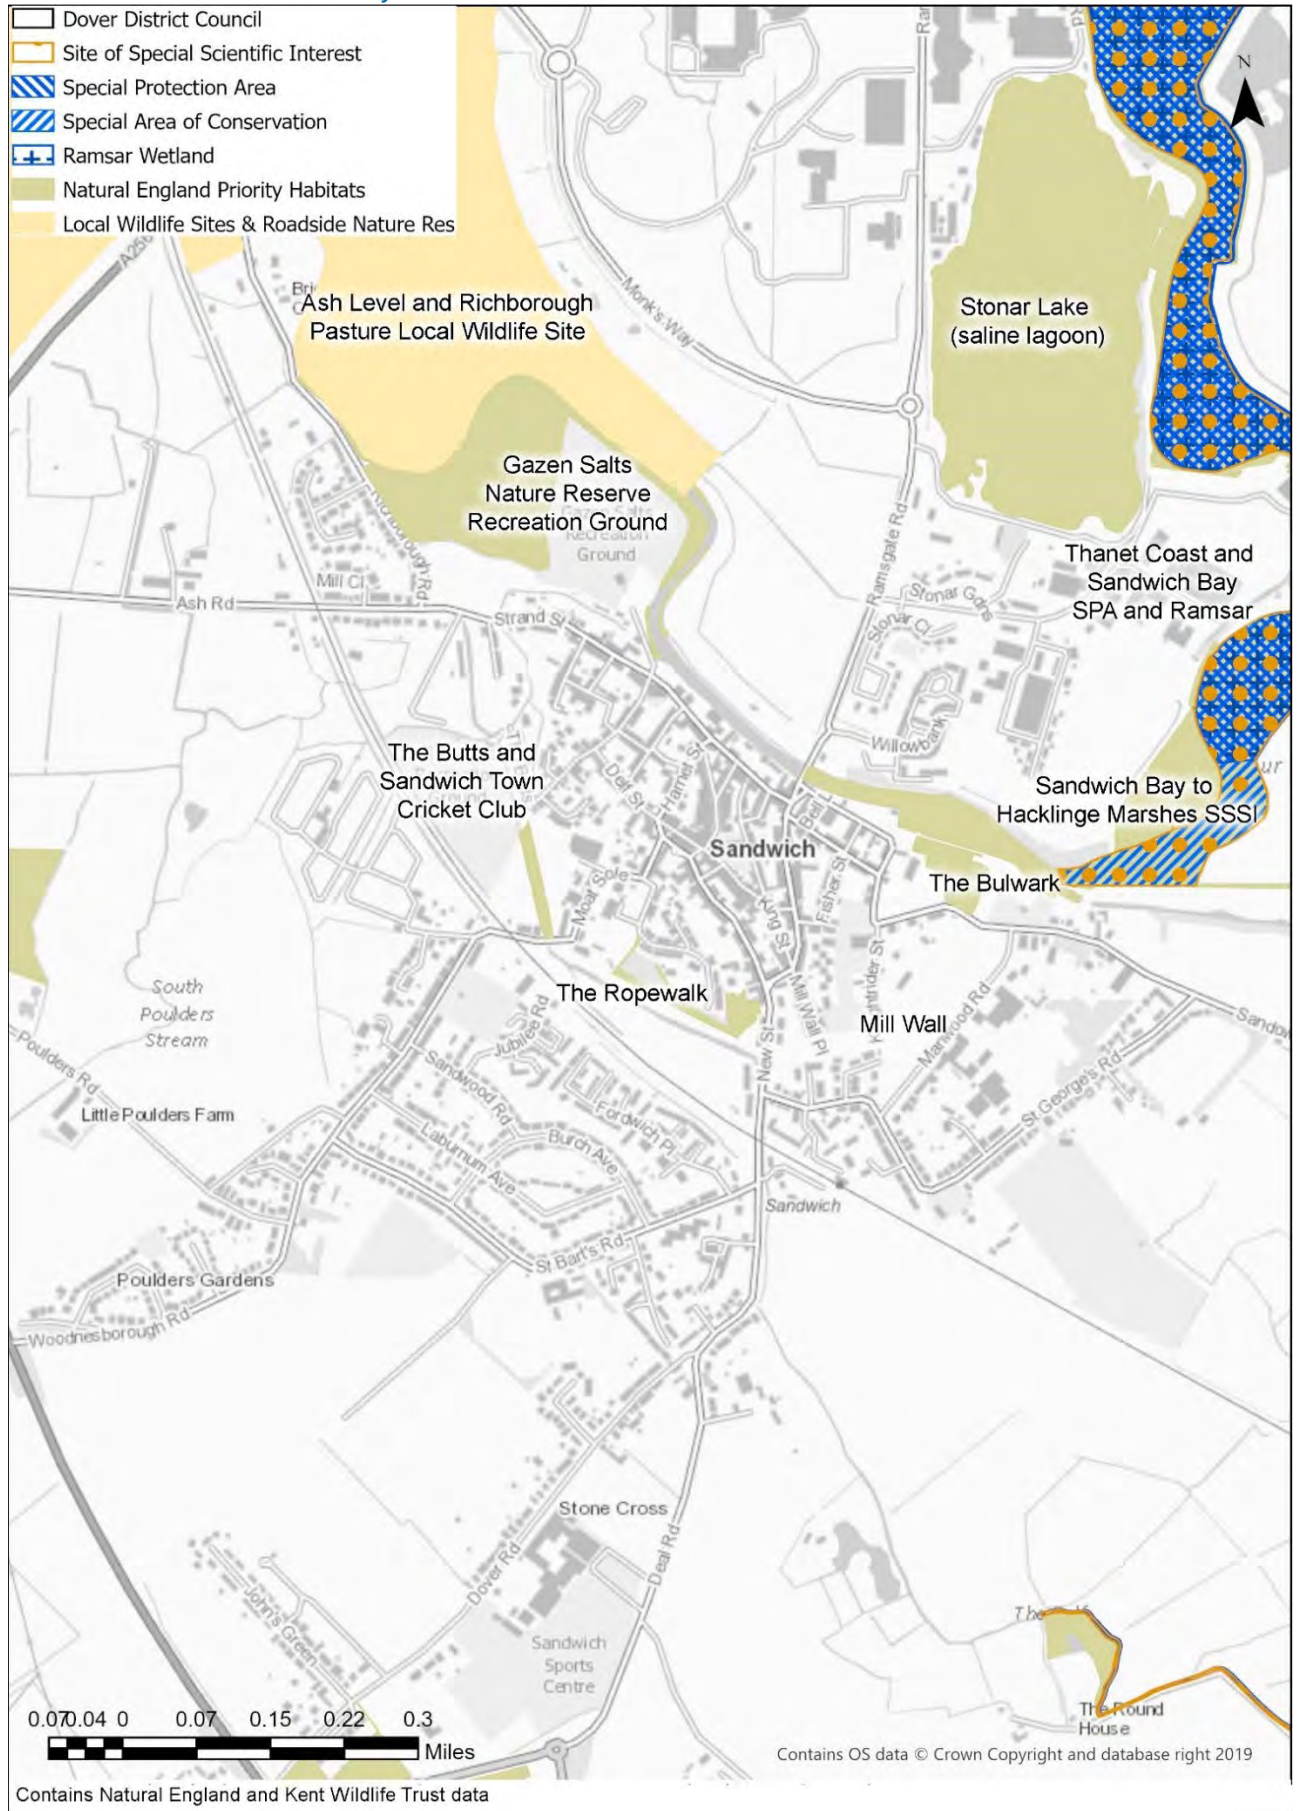 Dover District Council
Site of Special Scientific Interest
Special Protection Area
Special Area of Conservation
Ramsar Wetland
Natural England Priority Habitats
Local Wildlife Sites & Roadside Nature Res
N
Ash Level and Richborough
Pasture Local Wildlife Site
Monk's Way
Stonar Lake
(saline lagoon)
Gazen Salts
Nature Reserve
Recreation Ground
Ground
Richborough Rd
Ramsgate Rd
Thanet Coast and
Sandwich Bay
SPA and Ramsar
Mill Cl
Ash Rd
Strand St
Stonar Gdns
Stonar Cl
Willowbank
The Butts and
Sandwich Town
Cricket Club
Delf St
Harnet St
Bell
Sandwich Bay to
Hacklinge Marshes SSSI
Sandwich
The Bulwark
Moat Sole
Fisher St
King St
The Ropewalk
Mill Wall
Mill Wall Pl
New St
Manwood Rd
South
Poulders
Stream
Jubilee Rd
Sandwood Rd
Poulders Rd
Little Poulders Farm
Laburnum Ave
Burch Ave
Fordwich Pl
St George's Rd
Sandwich
St Bart's Rd
Poulders Gardens
Woodnesborough Rd
Stone Cross
Dover Rd
Deal Rd
John's Green
Sandwich
Sports
Centre
The Round
House
0.07 0.04 0 0.07 0.15 0.22 0.3
Miles
Contains OS data © Crown Copyright and database right 2019
Contains Natural England and Kent Wildlife Trust data